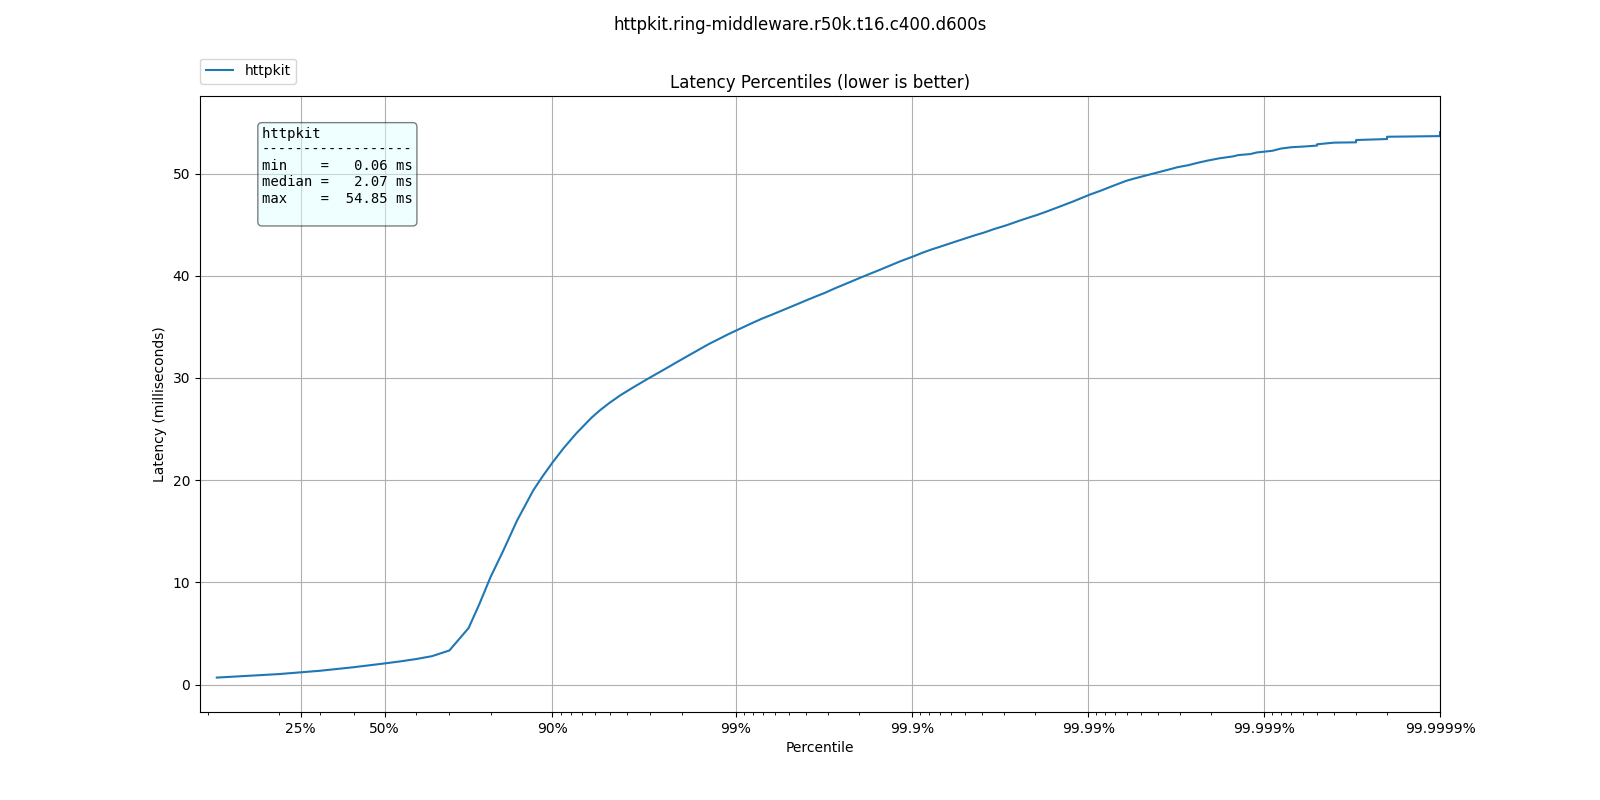 httpkit.ring-middleware.r50k.t16.c400.d600s
httpkit
Latency Percentiles (lower is better)
httpkit
------------------
min    =   0.06 ms
median =   2.07 ms
max    =  54.85 ms
50
40
30
20
10
0
Latency (milliseconds)
25% 50% 90% 99% 99.9% 99.99% 99.999% 99.9999%
Percentile